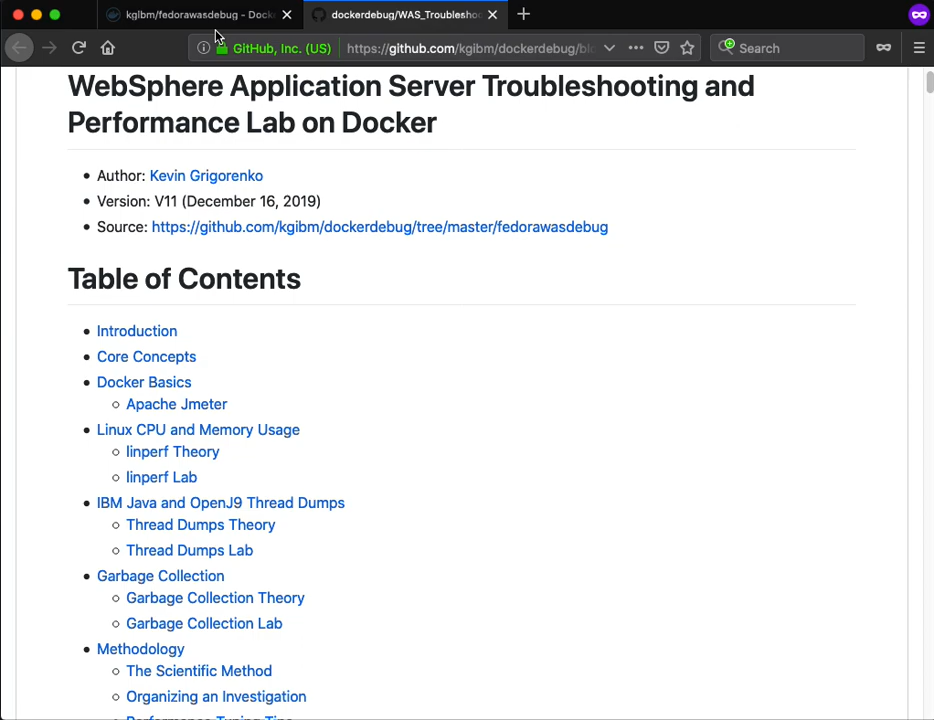 kgibm/fedorawasdebug - Docke
dockerdebug/WAS_Troubleshoo
GitHub, Inc. (US)
https://github.com/kgibm/dockerdebug/blo
Search
WebSphere Application Server Troubleshooting and
Performance Lab on Docker
• Author: Kevin Grigorenko
• Version: V11 (December 16, 2019)
• Source: https://github.com/kgibm/dockerdebug/tree/master/fedorawasdebug
Table of Contents
• Introduction
• Core Concepts
• Docker Basics
○ Apache Jmeter
• Linux CPU and Memory Usage
○ linperf Theory
○ linperf Lab
• IBM Java and OpenJ9 Thread Dumps
○ Thread Dumps Theory
○ Thread Dumps Lab
• Garbage Collection
○ Garbage Collection Theory
○ Garbage Collection Lab
• Methodology
○ The Scientific Method
○ Organizing an Investigation
○ Performance Tuning Tips